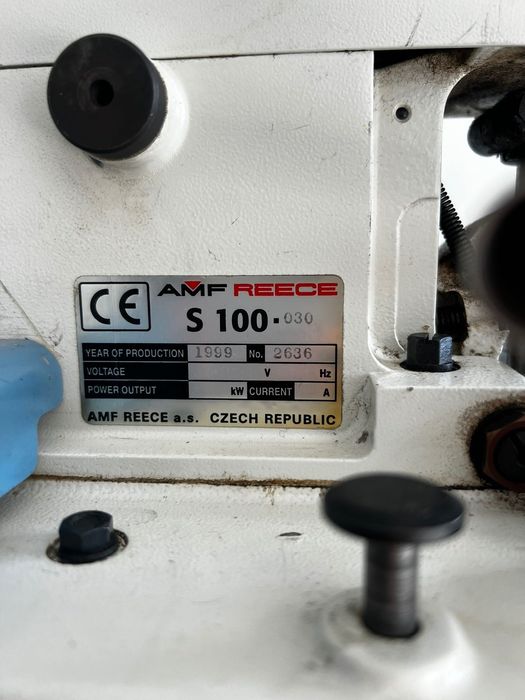 CE AMF REECE
S 100-030
YEAR OF PRODUCTION 1999 No. 2636
VOLTAGE V Hz
POWER OUTPUT kW CURRENT A
AMF REECE a.s. CZECH REPUBLIC